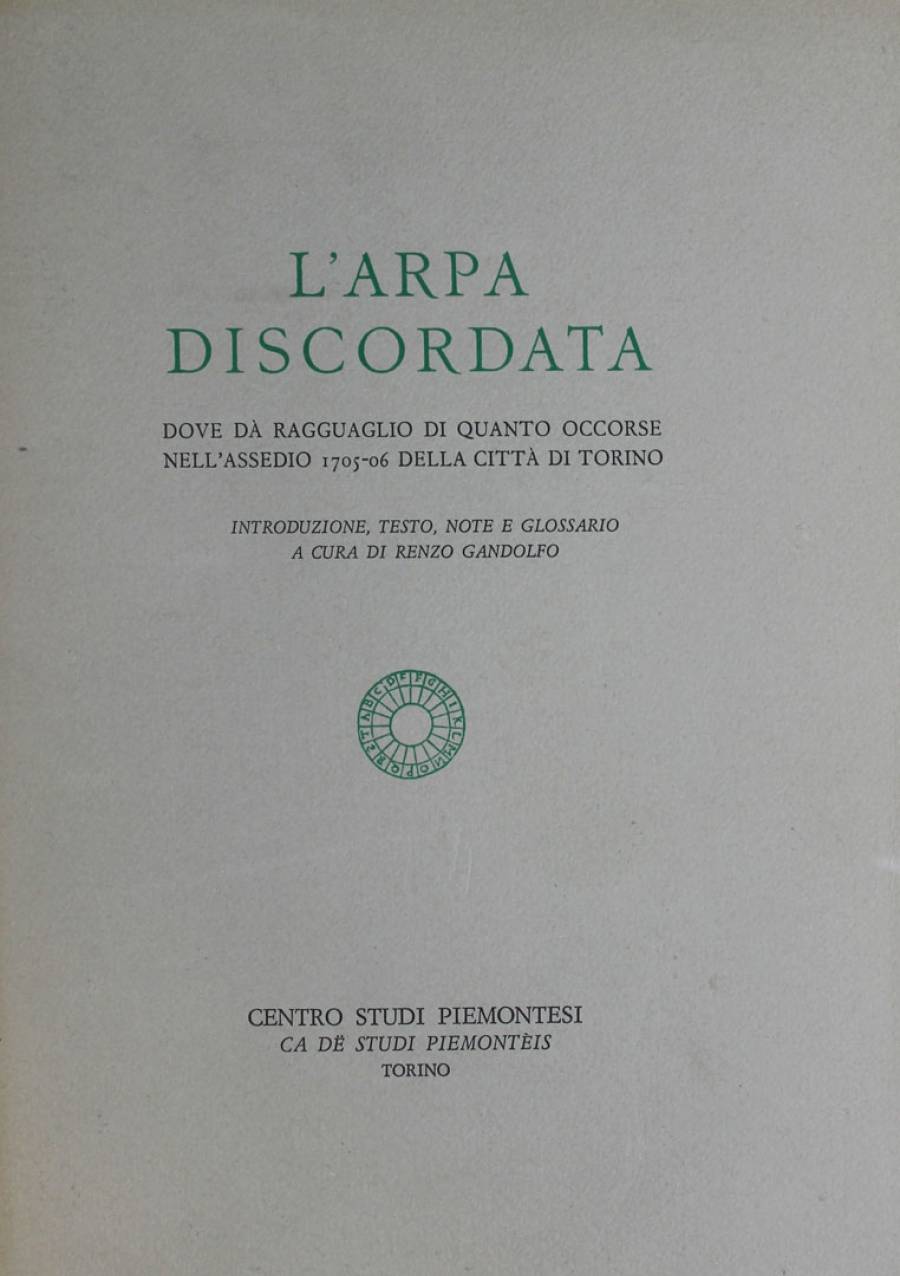 L'ARPA
DISCORDATA
DOVE DÀ RAGGUAGLIO DI QUANTO OCCORSE
NELL'ASSEDIO 1705-06 DELLA CITTÀ DI TORINO
INTRODUZIONE, TESTO, NOTE E GLOSSARIO
A CURA DI RENZO GANDOLFO
ABCDEFGHIKLMNOPQRST
CENTRO STUDI PIEMONTESI
CA DË STUDI PIEMONTÈIS
TORINO